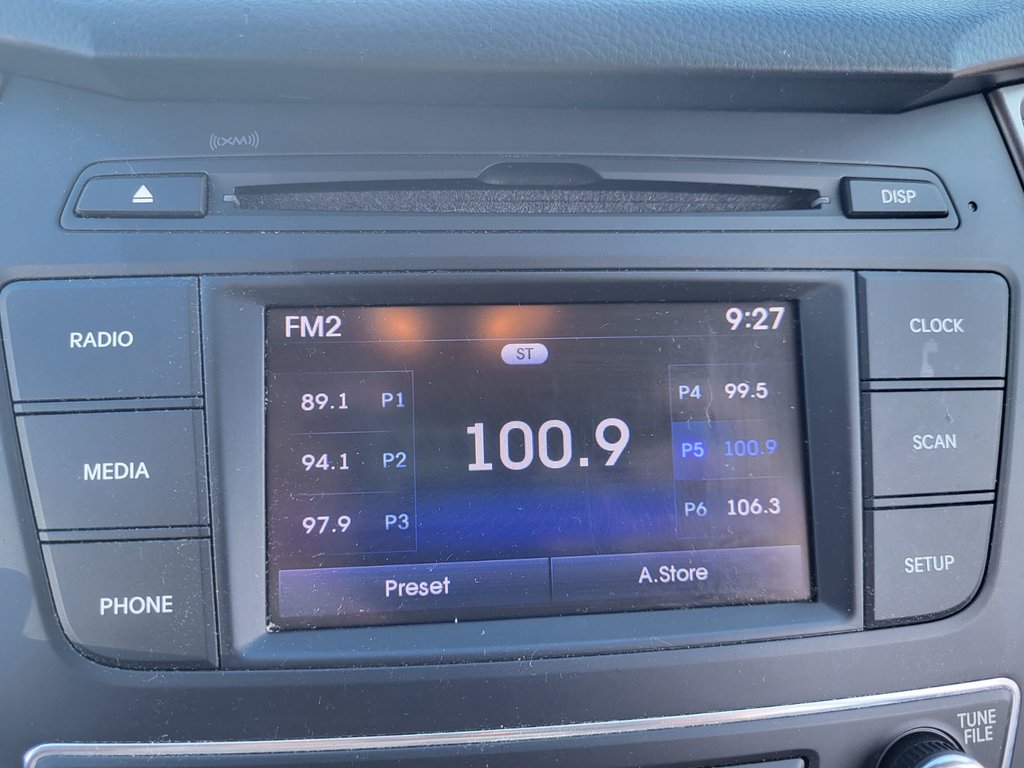 ((XM))
DISP
RADIO
MEDIA
PHONE
FM2
9:27
ST
89.1 P1
94.1 P2
97.9 P3
100.9
P4 99.5
P5 100.9
P6 106.3
Preset
A.Store
CLOCK
SCAN
SETUP
TUNE
FILE